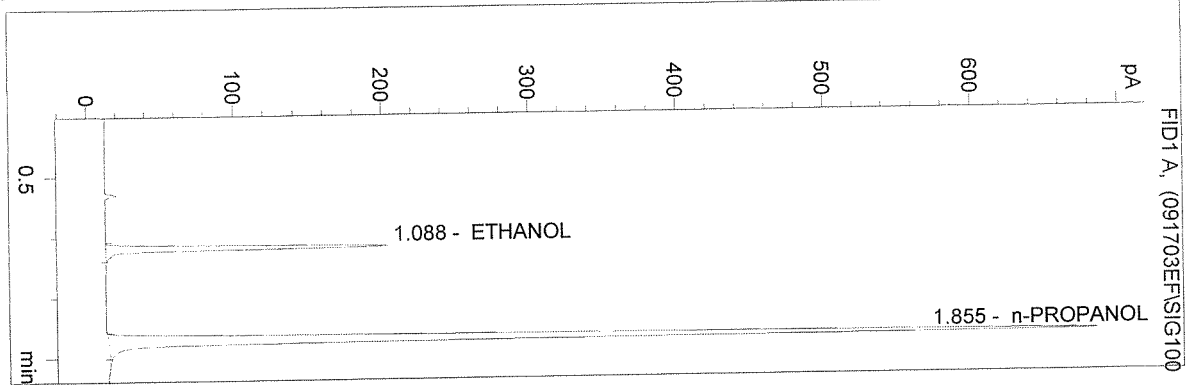 FID1 A, (091703EF\SIG100
pA
600
500
400
300
200
100
0
1.088 - ETHANOL
1.855 - n-PROPANOL
0.5
min